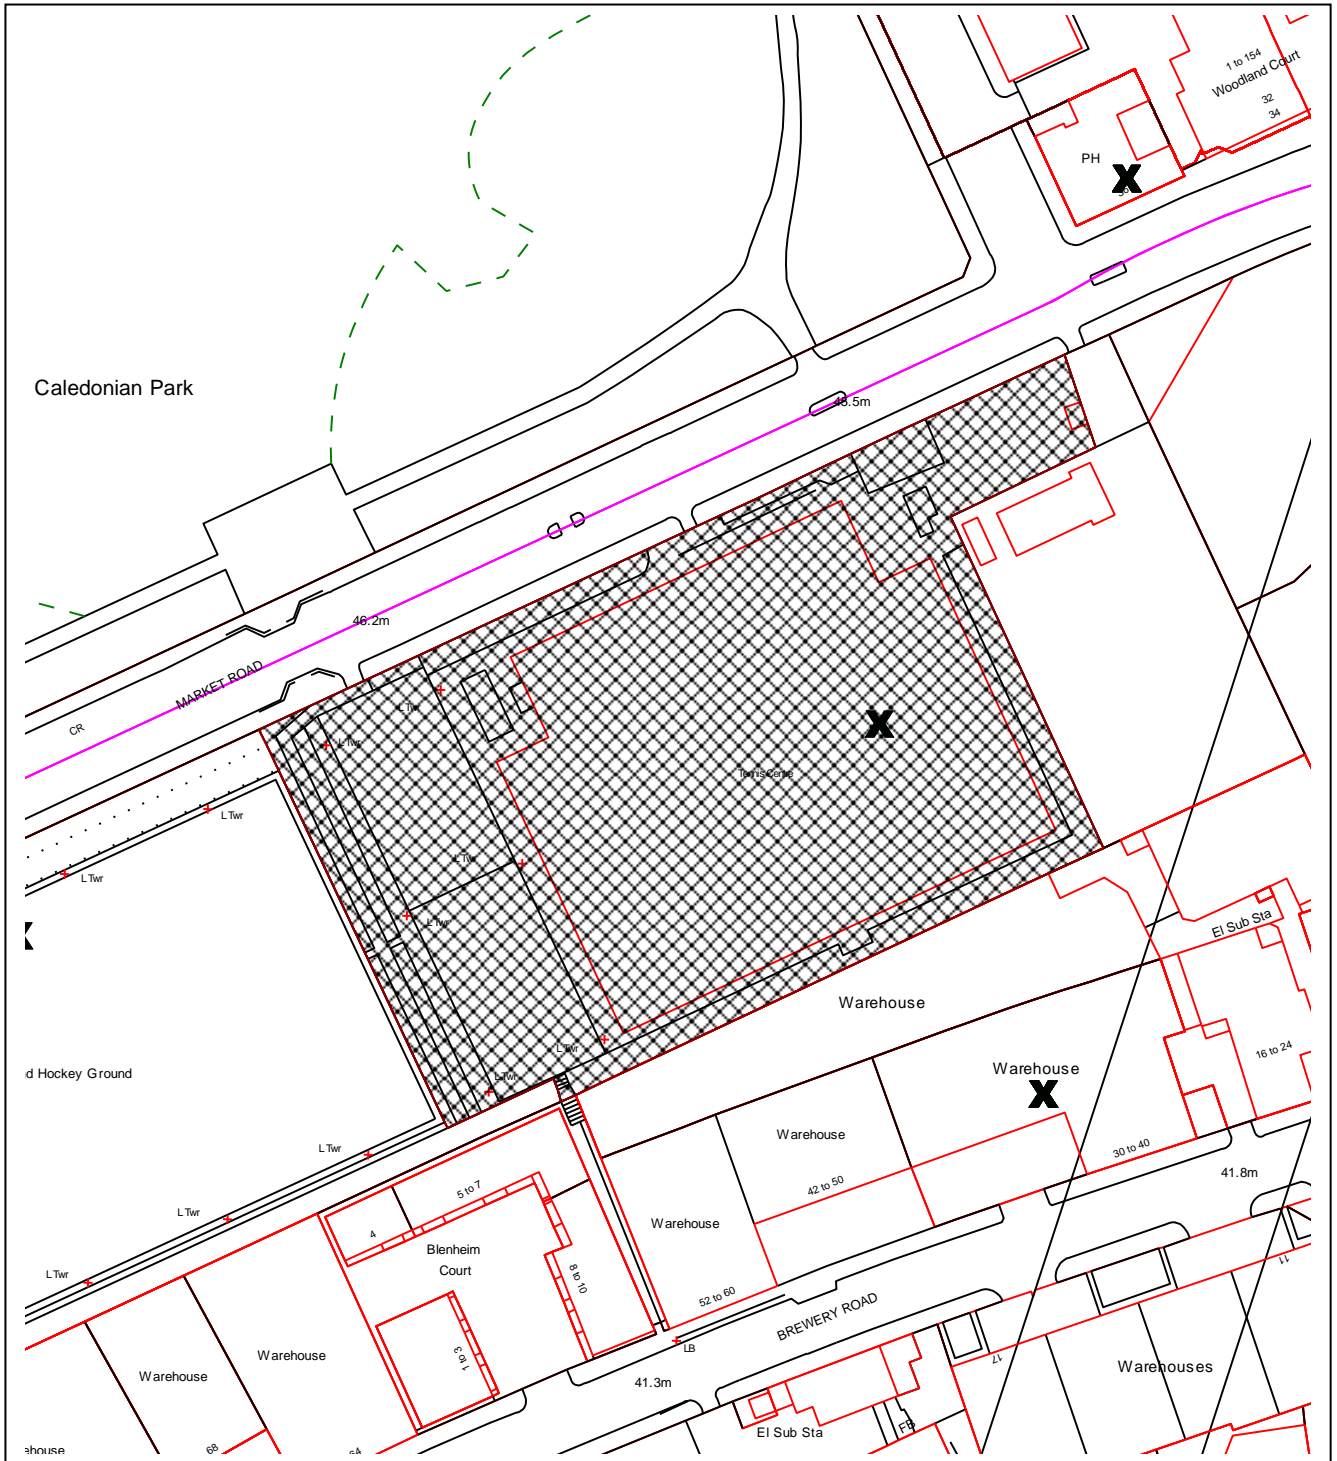 1 to 154
Woodland Court
32
34
PH
Caledonian Park
46.2m
MARKET ROAD
CR
L Twr
L Twr
L Twr
L Twr
Tennis Centre
L Twr
L Twr
El Sub Sta
Warehouse
L Twr
L Twr
d Hockey Ground
Warehouse
16 to 24
L Twr
Warehouse
30 to 40
41.8m
5 to 7
42 to 50
L Twr
4
Warehouse
Blenheim
Court
8 to 10
L Twr
11
52 to 60
BREWERY ROAD
LB
1 to 3
17
Warehouse
Warehouse
Warehouses
41.3m
FB
El Sub Sta
68
64
ehouse